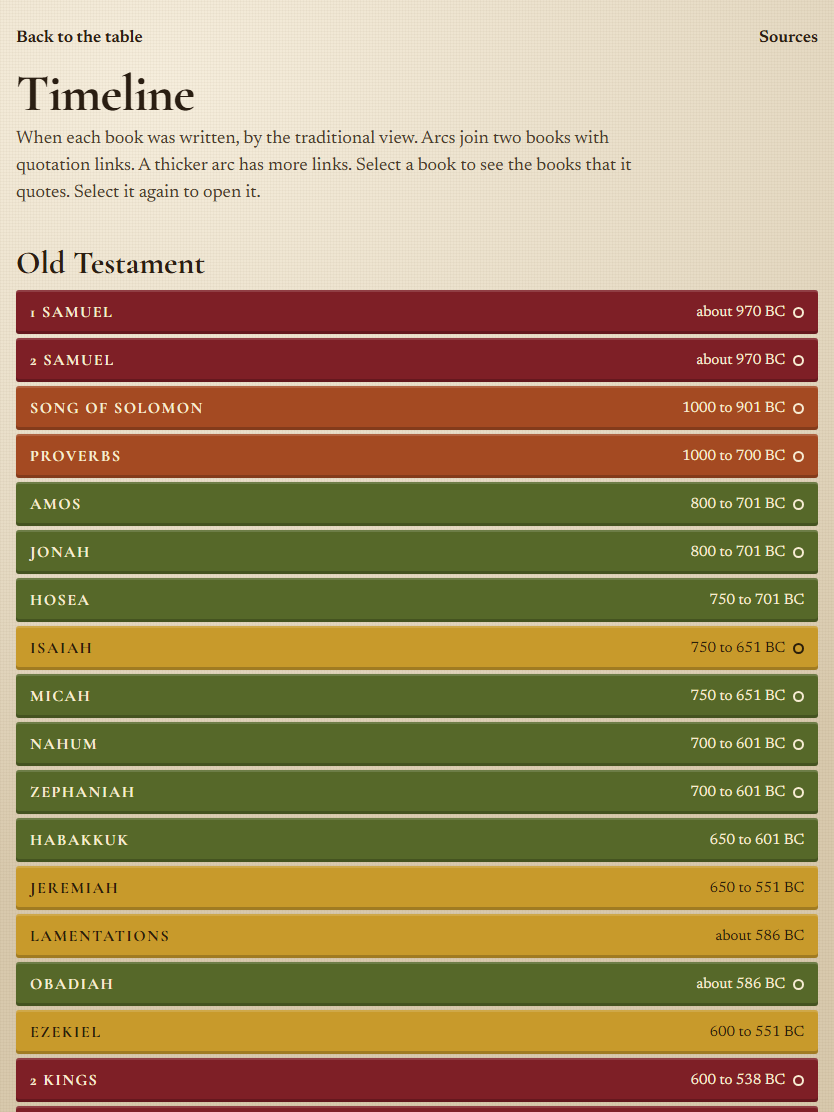 Back to the table
Sources
Timeline
When each book was written, by the traditional view. Arcs join two books with
quotation links. A thicker arc has more links. Select a book to see the books that it
quotes. Select it again to open it.
Old Testament
1 SAMUEL about 970 BC
2 SAMUEL about 970 BC
SONG OF SOLOMON 1000 to 901 BC
PROVERBS 1000 to 700 BC
AMOS 800 to 701 BC
JONAH 800 to 701 BC
HOSEA 750 to 701 BC
ISAIAH 750 to 651 BC
MICAH 750 to 651 BC
NAHUM 700 to 601 BC
ZEPHANIAH 700 to 601 BC
HABAKKUK 650 to 601 BC
JEREMIAH 650 to 551 BC
LAMENTATIONS about 586 BC
OBADIAH about 586 BC
EZEKIEL 600 to 551 BC
2 KINGS 600 to 538 BC